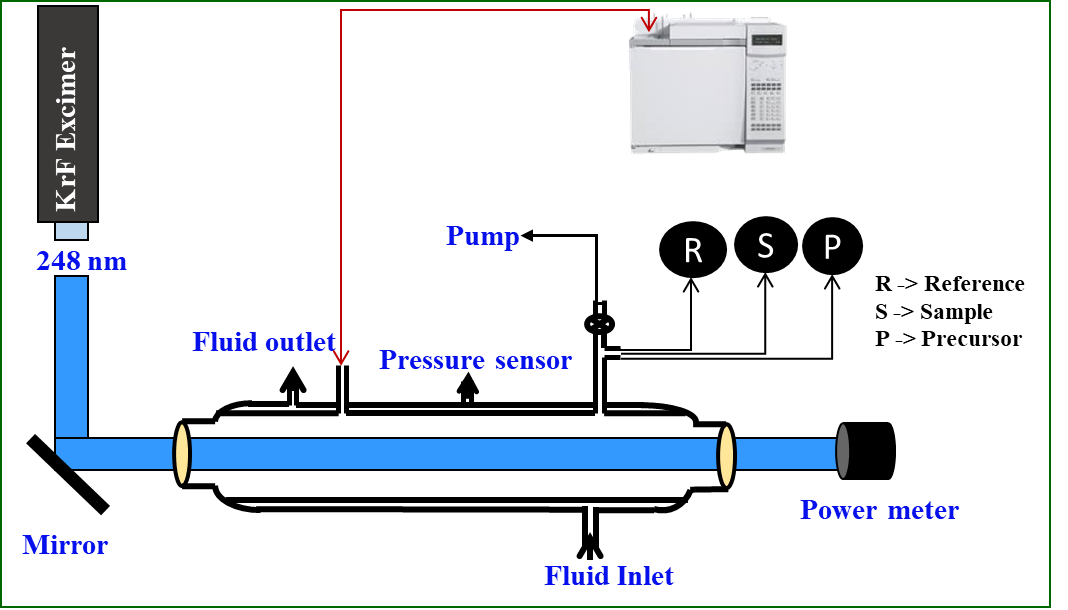 KrF Excimer
248 nm
Pump
R
S
P
R -> Reference
S -> Sample
P -> Precursor
Fluid outlet
Pressure sensor
Power meter
Mirror
Fluid Inlet